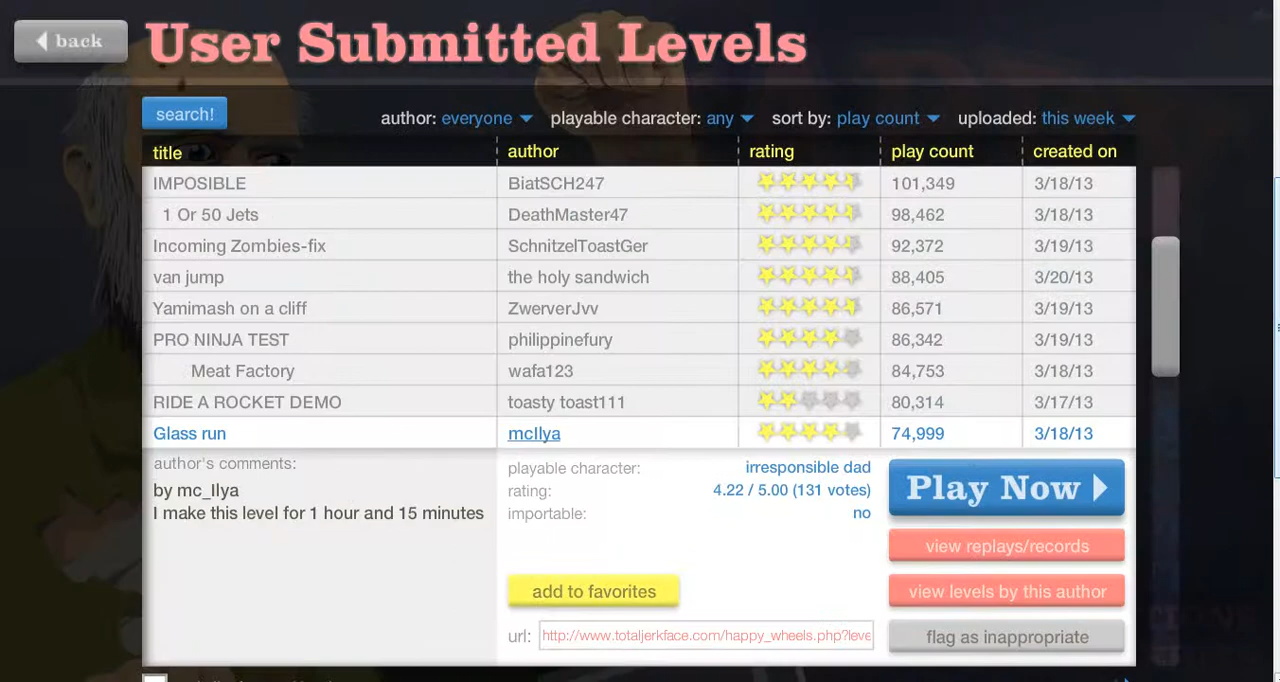 back
User Submitted Levels
search!
author: everyone playable character: any sort by: play count uploaded: this week
title author rating play count created on
IMPOSIBLE BiatSCH247 101,349 3/18/13
1 Or 50 Jets DeathMaster47 98,462 3/18/13
Incoming Zombies-fix SchnitzelToastGer 92,372 3/19/13
van jump the holy sandwich 88,405 3/20/13
Yamimash on a cliff ZwerverJvv 86,571 3/19/13
PRO NINJA TEST philippinefury 86,342 3/19/13
Meat Factory wafa123 84,753 3/18/13
RIDE A ROCKET DEMO toasty toast111 80,314 3/17/13
Glass run mcIlya 74,999 3/18/13
author's comments:
by mc_Ilya
I make this level for 1 hour and 15 minutes
playable character: irresponsible dad
rating: 4.22 / 5.00 (131 votes)
importable: no
add to favorites
url: http://www.totaljerkface.com/happy_wheels.php?leve
Play Now
view replays/records
view levels by this author
flag as inappropriate